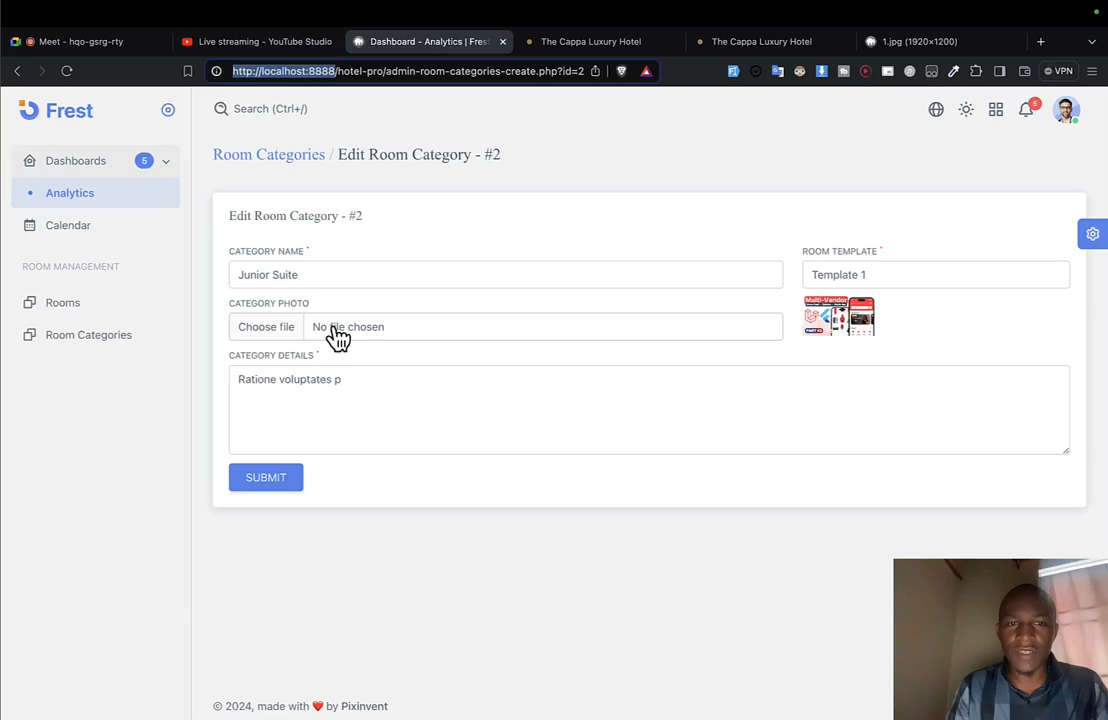 Meet - hqo-gsrg-rty
Live streaming - YouTube Studio
Dashboard - Analytics | Fres
The Cappa Luxury Hotel
The Cappa Luxury Hotel
1.jpg (1920×1200)
http://localhost:8888/hotel-pro/admin-room-categories-create.php?id=2
VPN
Frest
Search (Ctrl+/)
5
Dashboards
5
Room Categories / Edit Room Category - #2
Analytics
Calendar
Edit Room Category - #2
ROOM MANAGEMENT
Rooms
Room Categories
CATEGORY NAME *
ROOM TEMPLATE *
Junior Suite
Template 1
CATEGORY PHOTO
Multi-Vendor
Choose file
No file chosen
CATEGORY DETAILS *
Ratione voluptates p
SUBMIT
© 2024, made with ❤️ by Pixinvent